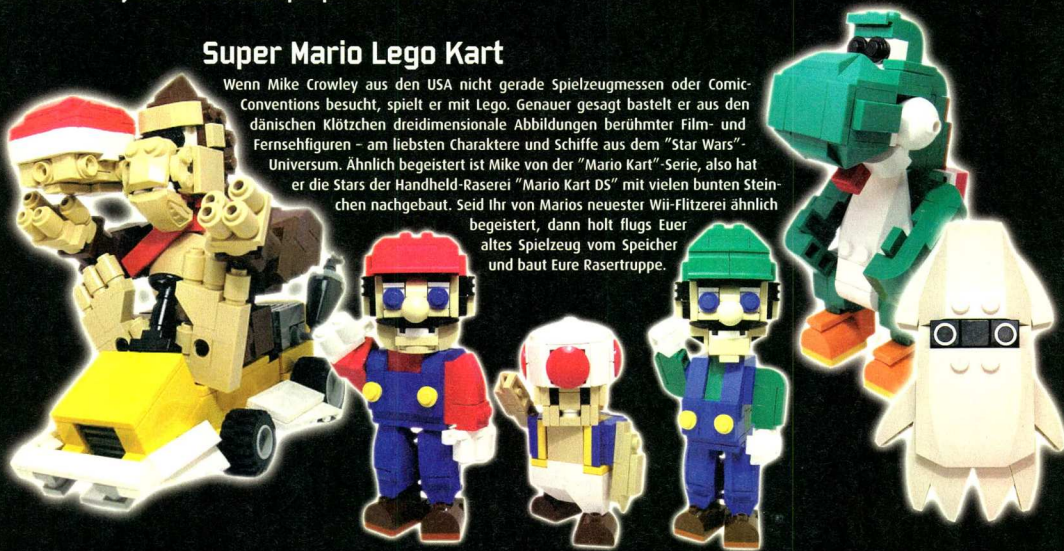 Super Mario Lego Kart
Wenn Mike Crowley aus den USA nicht gerade Spielzeugmessen oder Comic-
Conventions besucht, spielt er mit Lego. Genauer gesagt bastelt er aus den
dänischen Klötzchen dreidimensionale Abbildungen berühmter Film- und
Fernsehfiguren – am liebsten Charaktere und Schiffe aus dem "Star Wars"-
Universum. Ähnlich begeistert ist Mike von der "Mario Kart"-Serie, also hat
er die Stars der Handheld-Raserei "Mario Kart DS" mit vielen bunten Stein-
chen nachgebaut. Seid Ihr von Marios neuester Wii-Flitzerei ähnlich
begeistert, dann holt flugs Euer
altes Spielzeug vom Speicher
und baut Eure Rasertruppe.